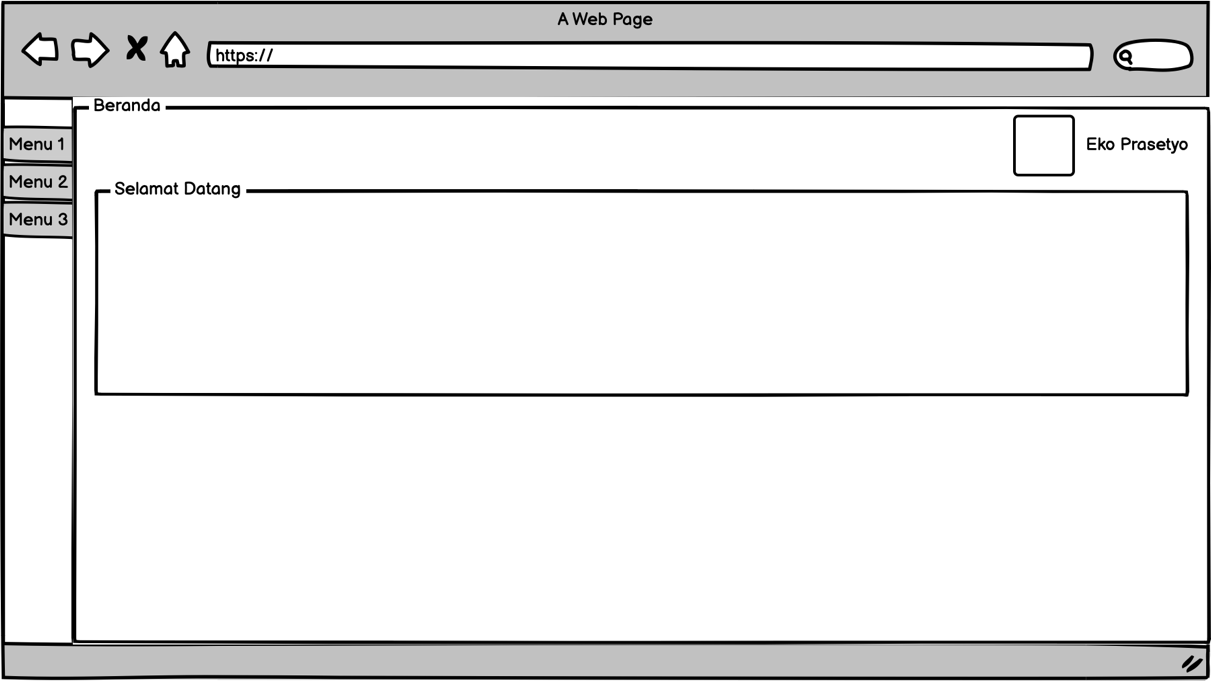 A Web Page
https://
Beranda
Menu 1
Eko Prasetyo
Menu 2
Selamat Datang
Menu 3